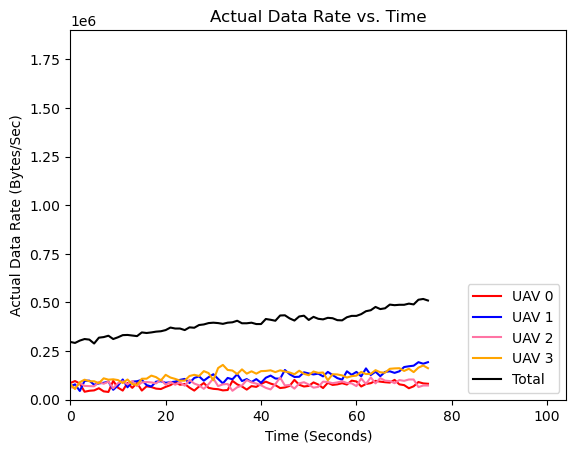 Actual Data Rate vs. Time
1e6
Actual Data Rate (Bytes/Sec)
1.75
1.50
1.25
1.00
0.75
0.50
0.25
0.00
0 20 40 60 80 100
Time (Seconds)
UAV 0
UAV 1
UAV 2
UAV 3
Total